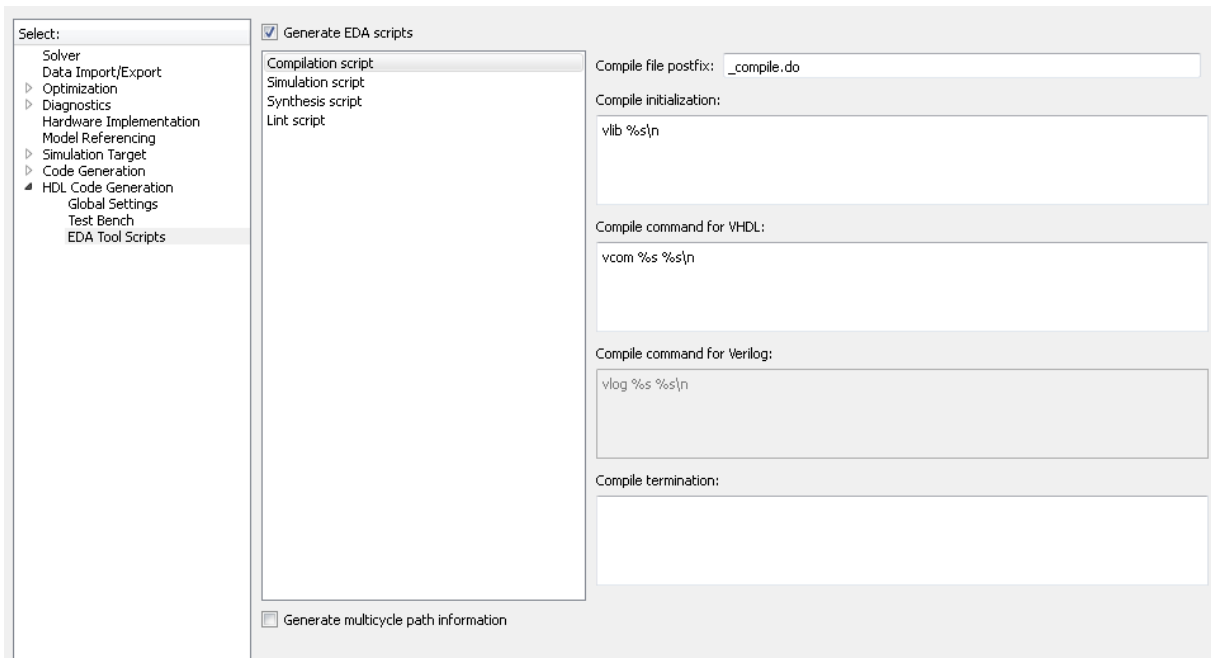 Select:
Solver
Data Import/Export
Optimization
Diagnostics
Hardware Implementation
Model Referencing
Simulation Target
Code Generation
HDL Code Generation
Global Settings
Test Bench
EDA Tool Scripts
Generate EDA scripts
Compilation script
Simulation script
Synthesis script
Lint script
Generate multicycle path information
Compile file postfix: _compile.do
Compile initialization:
vlib %s\n
Compile command for VHDL:
vcom %s %s\n
Compile command for Verilog:
vlog %s %s\n
Compile termination: